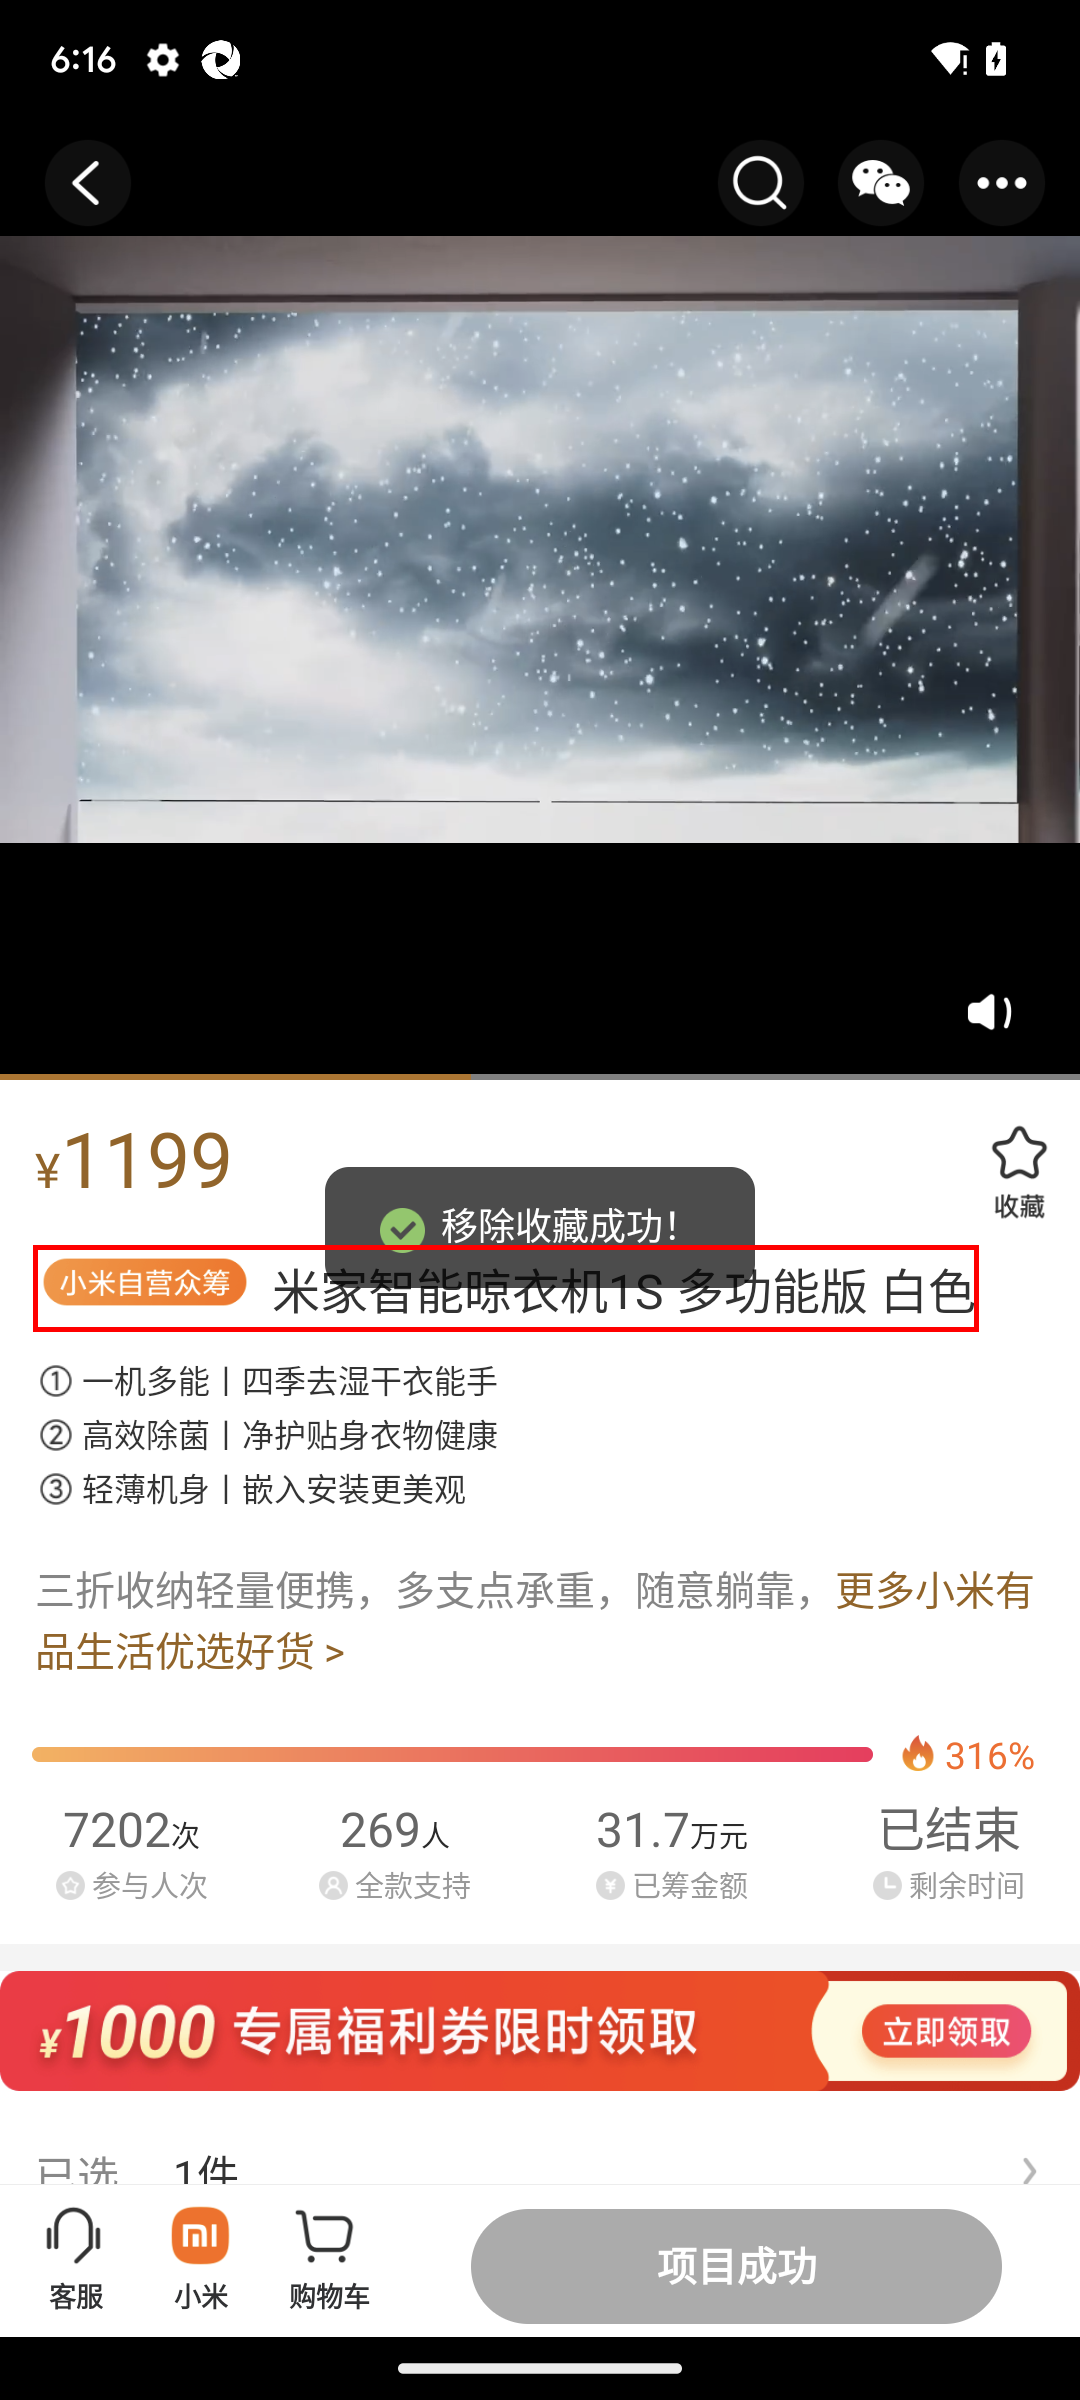 6:16
¥1199
收藏
移除收藏成功！
小米自营众筹 米家智能晾衣机1S 多功能版 白色
① 一机多能丨四季去湿干衣能手
② 高效除菌丨净护贴身衣物健康
③ 轻薄机身丨嵌入安装更美观
三折收纳轻量便携，多支点承重，随意躺靠，更多小米有
品生活优选好货 >
316%
7202次 269人 31.7万元 已结束
参与人次 全款支持 已筹金额 剩余时间
¥1000 专属福利券限时领取 立即领取
已选 1件
项目成功
客服 小米 购物车